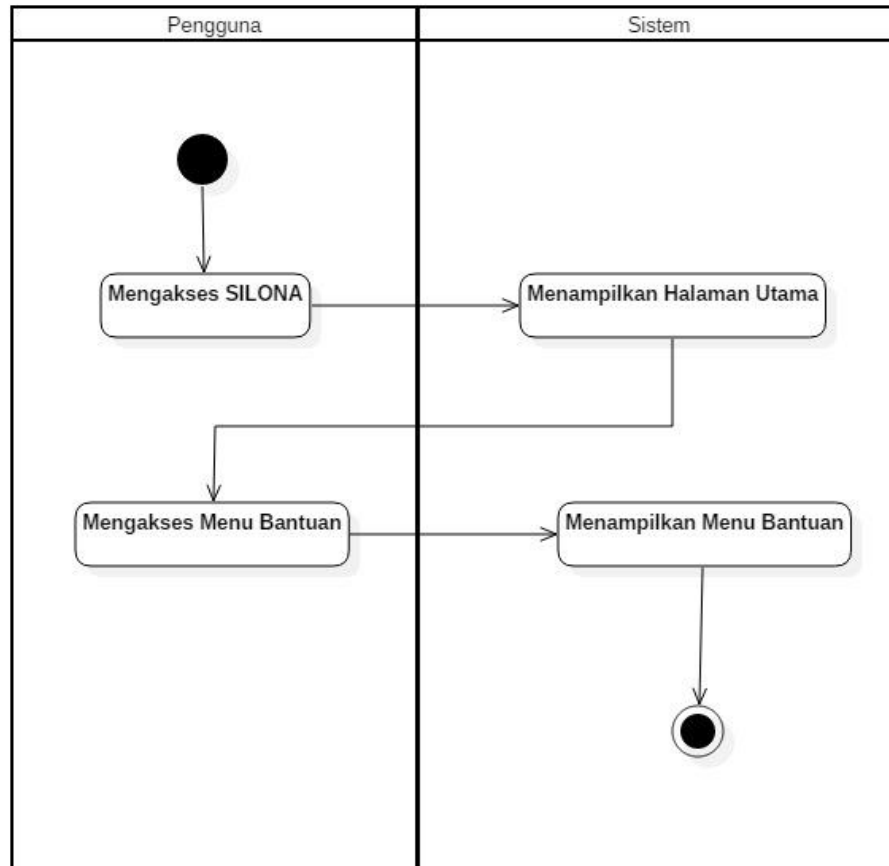 Pengguna
Sistem
Mengakses SILONA
Menampilkan Halaman Utama
Mengakses Menu Bantuan
Menampilkan Menu Bantuan